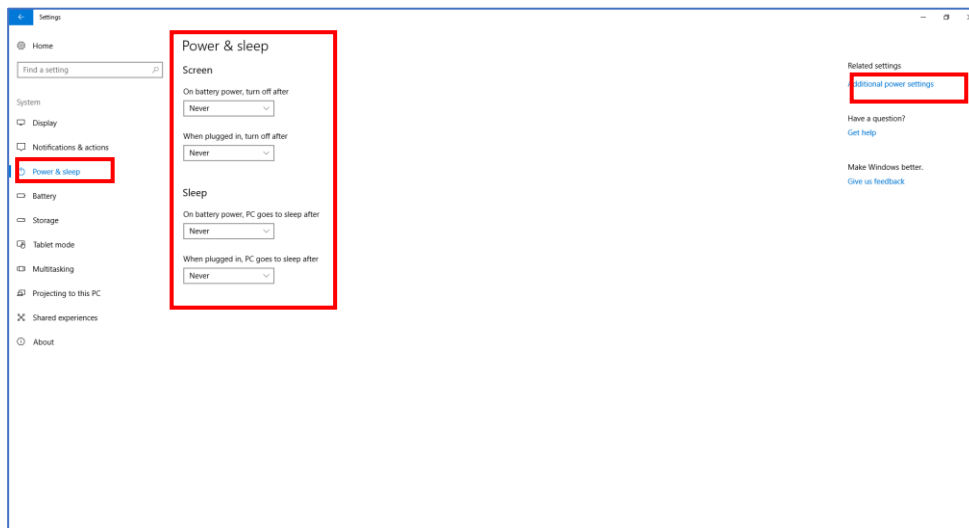 Settings
Home
Find a setting
System
Display
Notifications & actions
Power & sleep
Battery
Storage
Tablet mode
Multitasking
Projecting to this PC
Shared experiences
About
Power & sleep
Screen
On battery power, turn off after
Never
When plugged in, turn off after
Never
Sleep
On battery power, PC goes to sleep after
Never
When plugged in, PC goes to sleep after
Never
Related settings
Additional power settings
Have a question?
Get help
Make Windows better.
Give us feedback